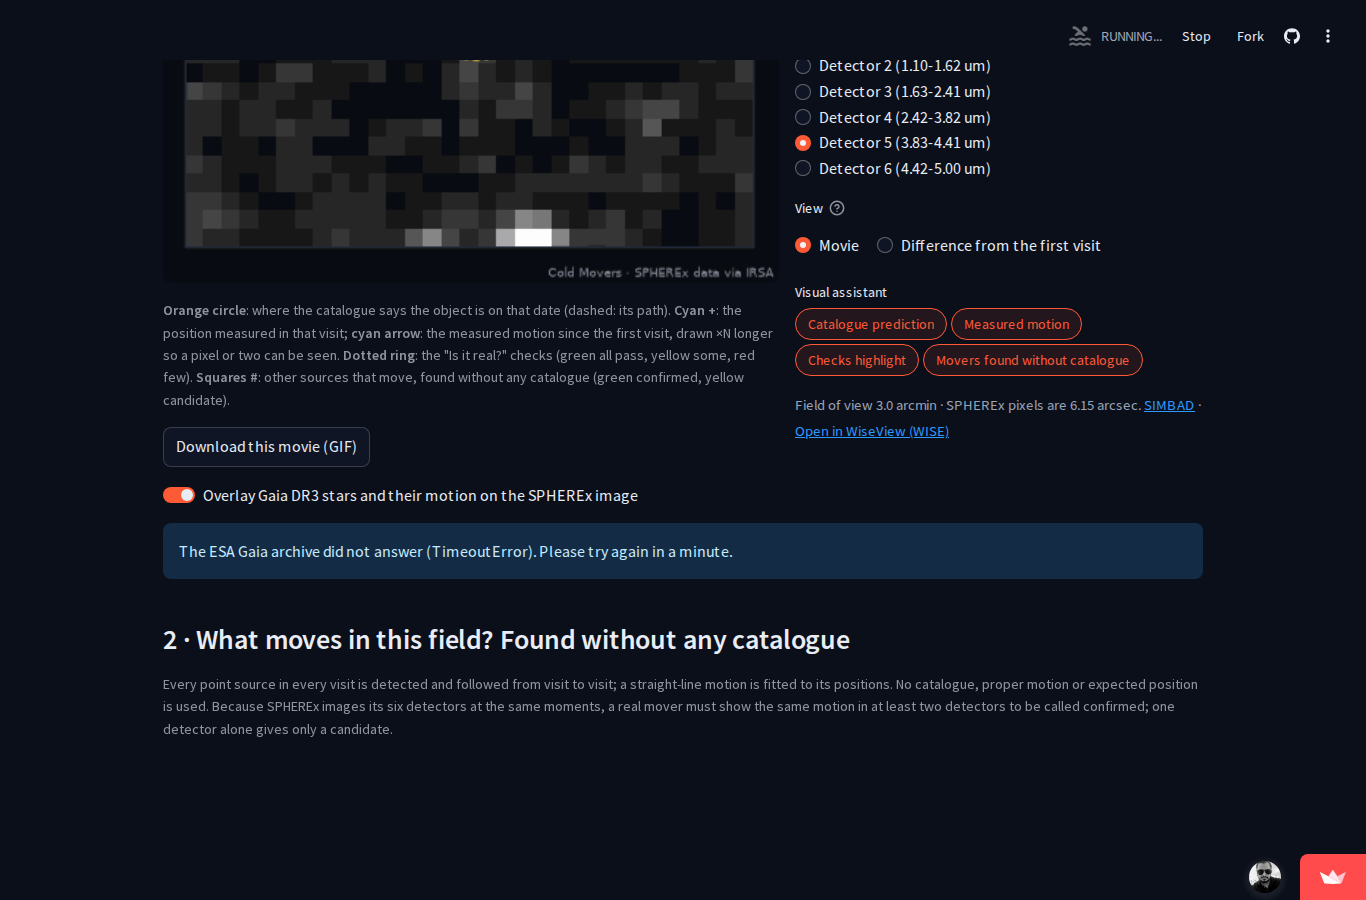 RUNNING...
Stop
Fork
Detector 2 (1.10-1.62 um)
Detector 3 (1.63-2.41 um)
Detector 4 (2.42-3.82 um)
Detector 5 (3.83-4.41 um)
Detector 6 (4.42-5.00 um)
View
Movie
Difference from the first visit
Cold Movers · SPHEREx data via IRSA
Visual assistant
Catalogue prediction
Measured motion
Checks highlight
Movers found without catalogue
Field of view 3.0 arcmin · SPHEREx pixels are 6.15 arcsec. SIMBAD ·
Open in WiseView (WISE)
Orange circle: where the catalogue says the object is on that date (dashed: its path). Cyan +: the
position measured in that visit; cyan arrow: the measured motion since the first visit, drawn ×N longer
so a pixel or two can be seen. Dotted ring: the "Is it real?" checks (green all pass, yellow some, red
few). Squares #: other sources that move, found without any catalogue (green confirmed, yellow
candidate).
Download this movie (GIF)
Overlay Gaia DR3 stars and their motion on the SPHEREx image
The ESA Gaia archive did not answer (TimeoutError). Please try again in a minute.
2 · What moves in this field? Found without any catalogue
Every point source in every visit is detected and followed from visit to visit; a straight-line motion is fitted to its positions. No catalogue, proper motion or expected position
is used. Because SPHEREx images its six detectors at the same moments, a real mover must show the same motion in at least two detectors to be called confirmed; one
detector alone gives only a candidate.